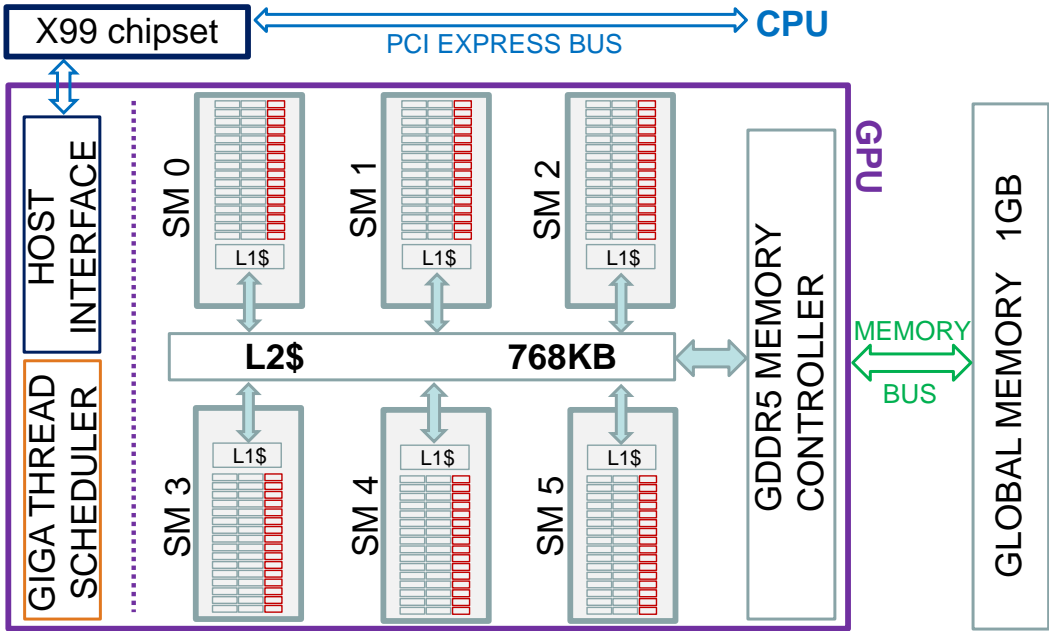 X99 chipset
PCI EXPRESS BUS
CPU
HOST
INTERFACE
GIGA THREAD
SCHEDULER
SM 0
L1$
SM 1
L1$
SM 2
L1$
L2$ 768KB
SM 3
L1$
SM 4
L1$
SM 5
L1$
GDDR5 MEMORY
CONTROLLER
GPU
MEMORY
BUS
GLOBAL MEMORY 1GB